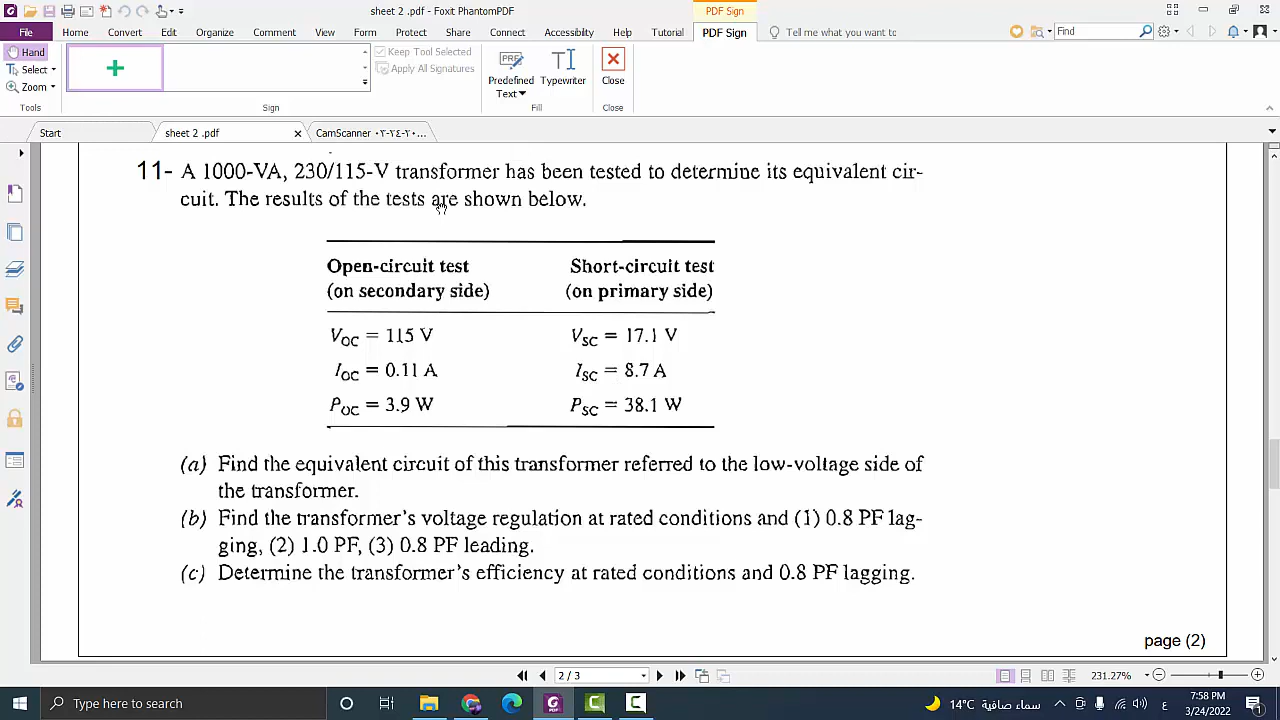 sheet 2 .pdf - Foxit PhantomPDF
PDF Sign
File Home Convert Edit Organize Comment View Form Protect Share Connect Accessibility Help Tutorial PDF Sign Tell me what you want to Find
Hand
Select
Zoom
Tools
Keep Tool Selected
Apply All Signatures
Sign
PRE
Predefined Text
Typewriter
Fill
Close
Close
Start
sheet 2 .pdf
11- A 1000-VA, 230/115-V transformer has been tested to determine its equivalent cir-
cuit. The results of the tests are shown below.
Open-circuit test Short-circuit test
(on secondary side) (on primary side)
VOC = 115 V VSC = 17.1 V
IOC = 0.11 A ISC = 8.7 A
POC = 3.9 W PSC = 38.1 W
(a) Find the equivalent circuit of this transformer referred to the low-voltage side of
the transformer.
(b) Find the transformer's voltage regulation at rated conditions and (1) 0.8 PF lag-
ging, (2) 1.0 PF, (3) 0.8 PF leading.
(c) Determine the transformer's efficiency at rated conditions and 0.8 PF lagging.
page (2)
2 / 3
231.27%
Type here to search
14°C سماء صافية
ع
7:58 PM
3/24/2022